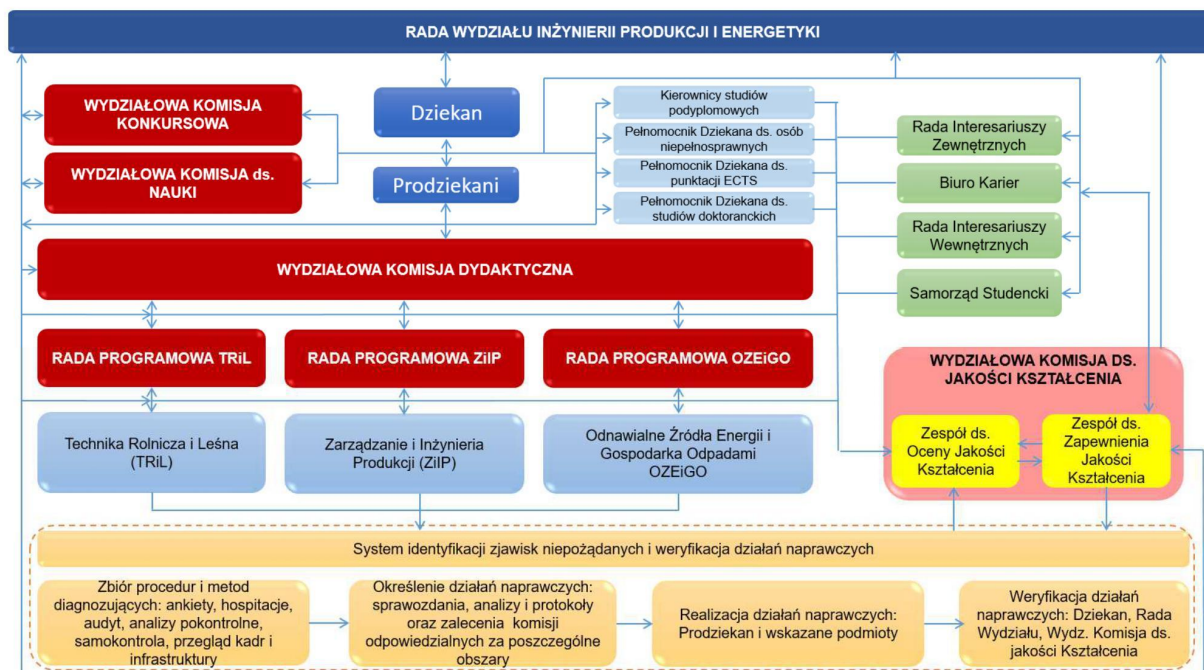 RADA WYDZIAŁU INŻYNIERII PRODUKCJI I ENERGETYKI
WYDZIAŁOWA KOMISJA
KONKURSOWA
WYDZIAŁOWA KOMISJA ds.
NAUKI
Dziekan
Prodziekani
Kierownicy studiów
podyplomowych
Pełnomocnik Dziekana ds. osób
niepełnosprawnych
Pełnomocnik Dziekana ds.
punktacji ECTS
Pełnomocnik Dziekana ds.
studiów doktoranckich
Rada Interesariuszy
Zewnętrznych
Biuro Karier
Rada Interesariuszy
Wewnętrznych
Samorząd Studencki
WYDZIAŁOWA KOMISJA DYDAKTYCZNA
RADA PROGRAMOWA TRiL
RADA PROGRAMOWA ZiIP
RADA PROGRAMOWA OZEiGO
WYDZIAŁOWA KOMISJA DS.
JAKOŚCI KSZTAŁCENIA
Zespół ds.
Oceny Jakości
Kształcenia
Zespół ds.
Zapewnienia
Jakości
Kształcenia
Technika Rolnicza i Leśna
(TRiL)
Zarządzanie i Inżynieria
Produkcji (ZiIP)
Odnawialne Źródła Energii i
Gospodarka Odpadami
OZEiGO
System identyfikacji zjawisk niepożądanych i weryfikacja działań naprawczych
Zbiór procedur i metod
diagnozujących: ankiety, hospitacje,
audyt, analizy pokontrolne,
samokontrola, przegląd kadr i
infrastruktury
Określenie działań naprawczych:
sprawozdania, analizy i protokoły
oraz zalecenia komisji
odpowiedzialnych za poszczególne
obszary
Realizacja działań naprawczych:
Prodziekan i wskazane podmioty
Weryfikacja działań
naprawczych: Dziekan, Rada
Wydziału, Wydz. Komisja ds.
jakości Kształcenia